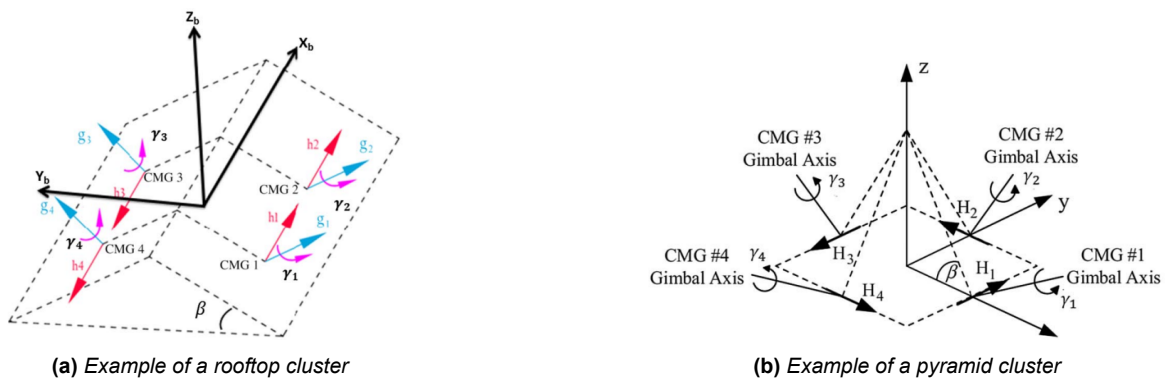 Z_b
X_b
g_3
γ_3
h2
g_2
CMG 3
Y_b
h3
CMG 2
γ_2
g_4
h1
g_1
γ_4
CMG 4
CMG 1
h4
γ_1
β
(a) Example of a rooftop cluster
z
CMG #3
Gimbal Axis
γ_3
CMG #2
Gimbal Axis
γ_2
y
H_2
H_3
CMG #4
Gimbal Axis
γ_4
H_4
β
H_1
CMG #1
Gimbal Axis
γ_1
(b) Example of a pyramid cluster